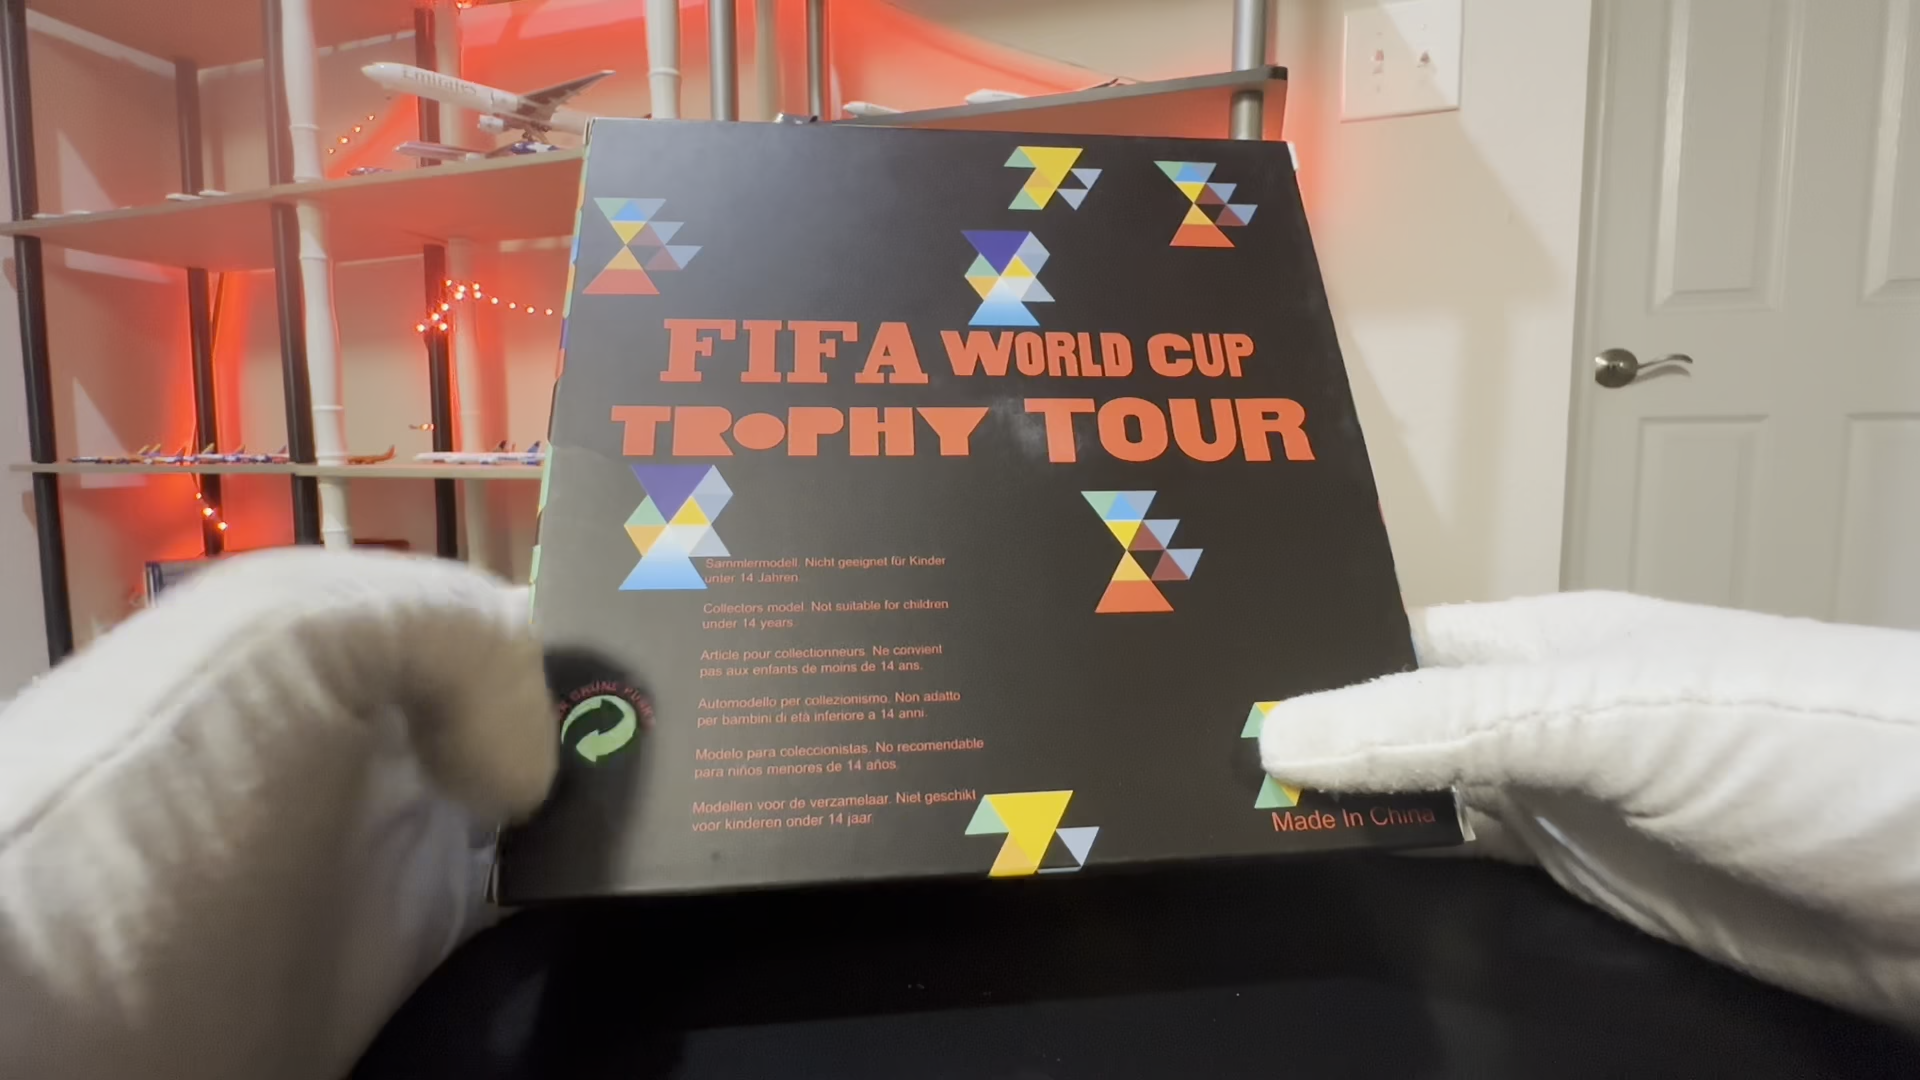 Emirates
FIFA WORLD CUP
TROPHY TOUR
Sammlermodell. Nicht geeignet für Kinder
unter 14 Jahren.
Collectors model. Not suitable for children
under 14 years.
Article pour collectionneurs. Ne convient
pas aux enfants de moins de 14 ans.
Automodello per collezionismo. Non adatto
per bambini di età inferiore a 14 anni.
Modelo para coleccionistas. No recomendable
para niños menores de 14 años.
Modellen voor de verzamelaar. Niet geschikt
voor kinderen onder 14 jaar.
Made In China